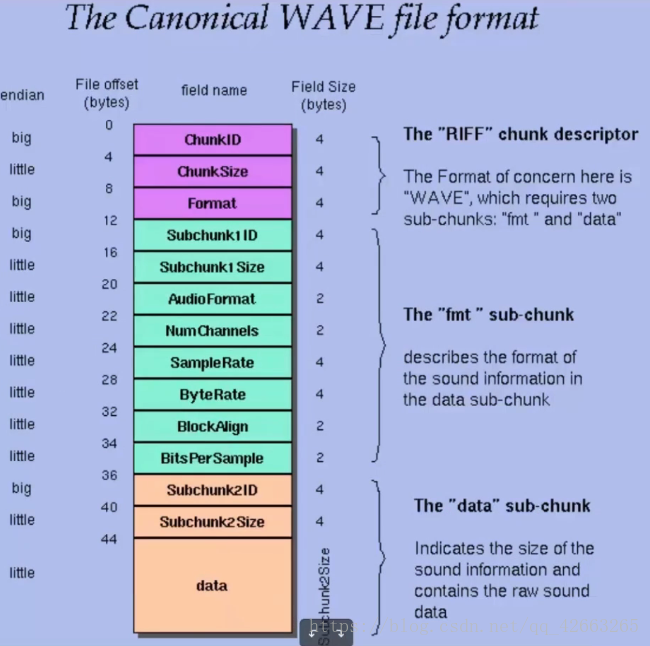 The Canonical WAVE file format
endian
File offset
(bytes)
field name
Field Size
(bytes)
0
big
ChunkID
4
4
little
ChunkSize
4
8
big
Format
4
12
big
Subchunk1ID
4
16
little
Subchunk1Size
4
20
little
AudioFormat
2
22
little
NumChannels
2
24
little
SampleRate
4
28
little
ByteRate
4
32
little
BlockAlign
2
34
little
BitsPerSample
2
36
big
Subchunk2ID
4
40
little
Subchunk2Size
4
44
little
data
Subchunk2Size
The "RIFF" chunk descriptor
The Format of concern here is
"WAVE", which requires two
sub-chunks: "fmt " and "data"
The "fmt " sub-chunk
describes the format of
the sound information in
the data sub-chunk
The "data" sub-chunk
Indicates the size of the
sound information and
contains the raw sound
data